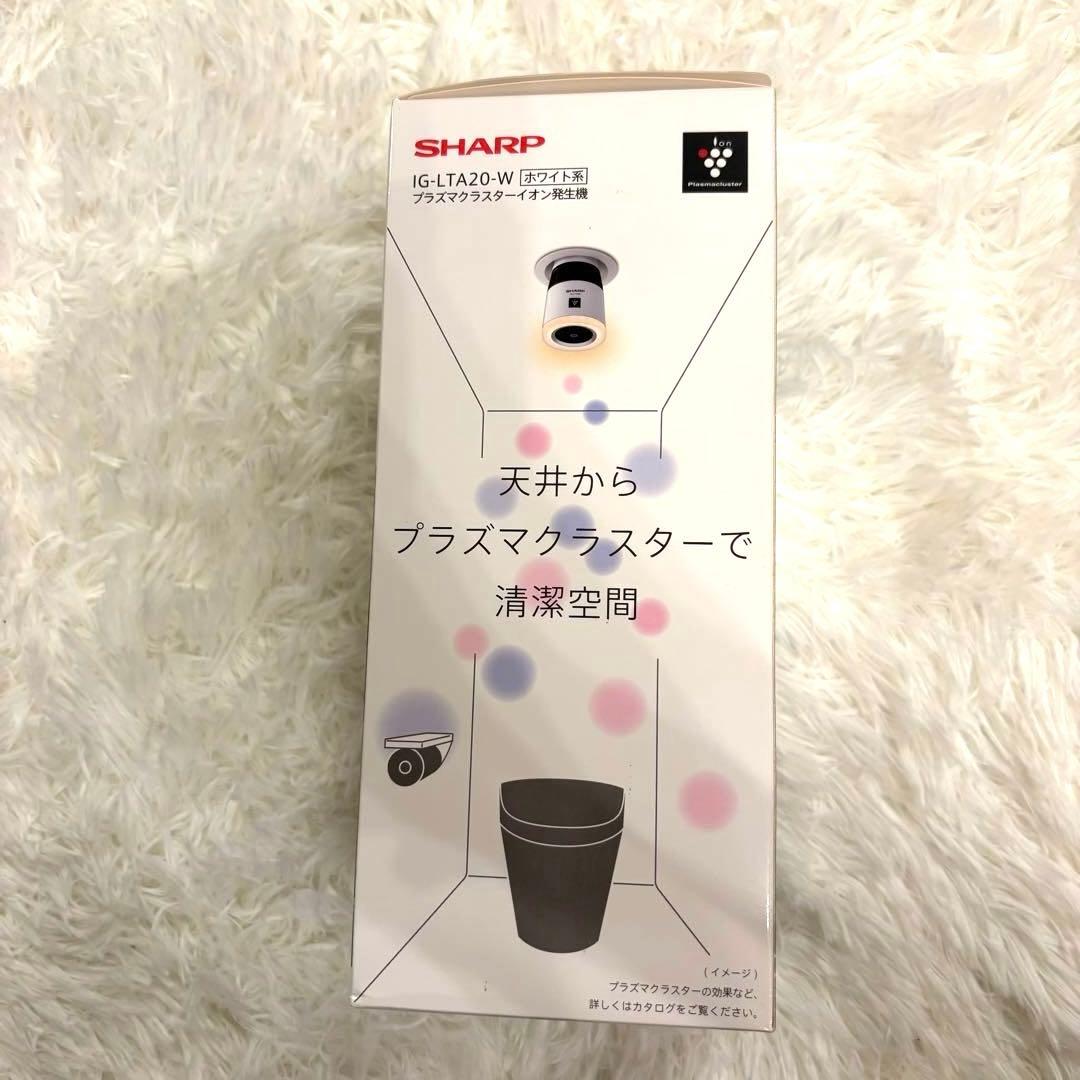 SHARP
IG-LTA20-W ホワイト系
プラズマクラスターイオン発生機
ion
Plasmacluster
SHARP
天井から
プラズマクラスターで
清潔空間
(イメージ)
プラズマクラスターの効果など、
詳しくはカタログをご覧ください。